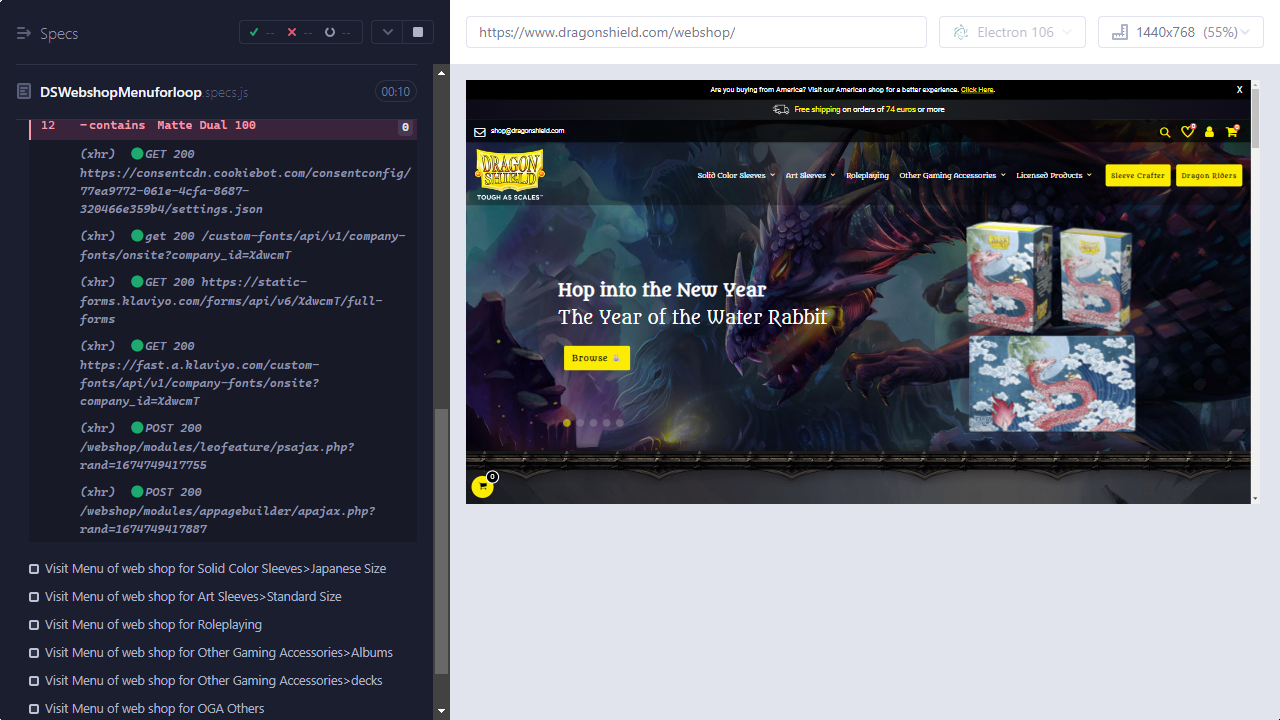 Specs
-- -- --
DSWebshopMenuforloop.specs.js
00:10
12 -contains Matte Dual 100 0
(xhr) GET 200
https://consentcdn.cookiebot.com/consentconfig/
77ea9772-061e-4cfa-8687-
320466e359b4/settings.json
(xhr) get 200 /custom-fonts/api/v1/company-
fonts/onsite?company_id=XdwcmT
(xhr) GET 200 https://static-
forms.klaviyo.com/forms/api/v6/XdwcmT/full-
forms
(xhr) GET 200
https://fast.a.klaviyo.com/custom-
fonts/api/v1/company-fonts/onsite?
company_id=XdwcmT
(xhr) POST 200
/webshop/modules/leofeature/psajax.php?
rand=1674749417755
(xhr) POST 200
/webshop/modules/appagebuilder/apajax.php?
rand=1674749417887
Visit Menu of web shop for Solid Color Sleeves>Japanese Size
Visit Menu of web shop for Art Sleeves>Standard Size
Visit Menu of web shop for Roleplaying
Visit Menu of web shop for Other Gaming Accessories>Albums
Visit Menu of web shop for Other Gaming Accessories>decks
Visit Menu of web shop for OGA Others
https://www.dragonshield.com/webshop/
Electron 106
1440x768 (55%)
Are you buying from America? Visit our American shop for a better experience. Click Here.
X
Free shipping on orders of 74 euros or more
shop@dragonshield.com
DRAGON
SHIELD
TOUGH AS SCALES™
Solid Color Sleeves Art Sleeves Roleplaying Other Gaming Accessories Licensed Products Sleeve Crafter Dragon Riders
Hop into the New Year
The Year of the Water Rabbit
Browse
0